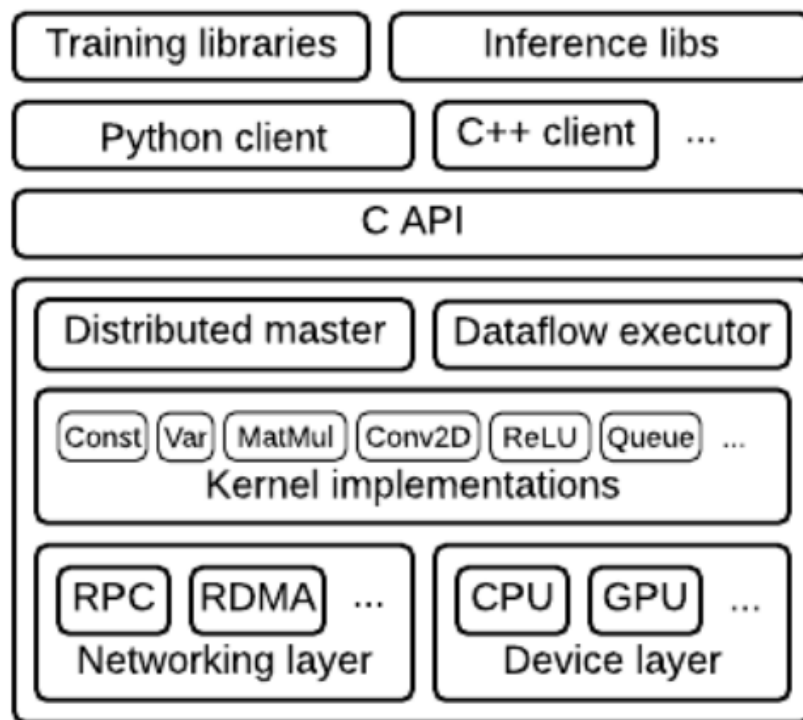 Training libraries Inference libs
Python client C++ client ...
C API
Distributed master Dataflow executor
Const Var MatMul Conv2D ReLU Queue ...
Kernel implementations
RPC RDMA ... CPU GPU ...
Networking layer Device layer